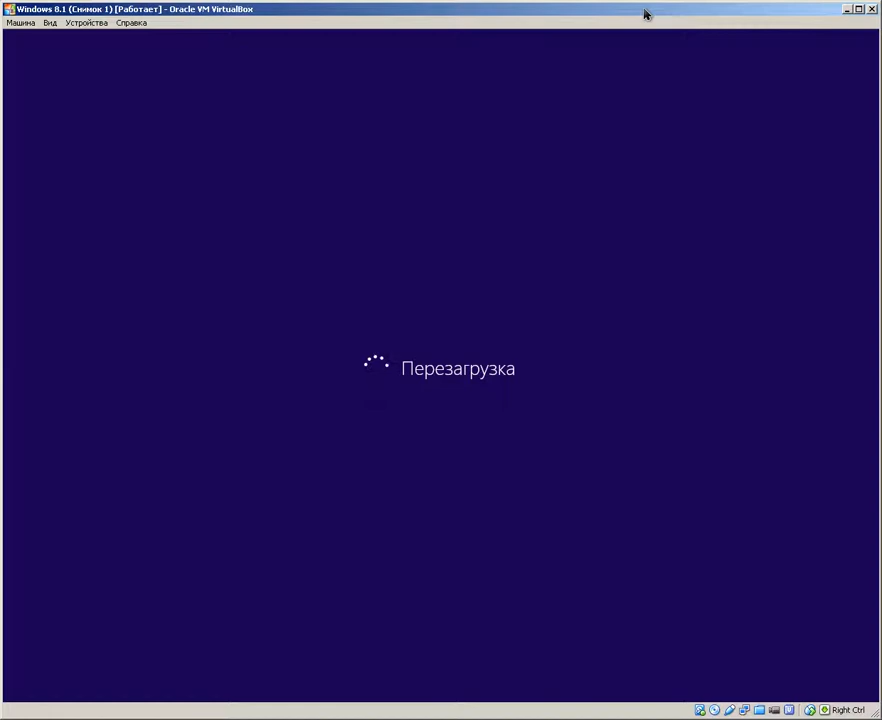 Windows 8.1 (Снимок 1) [Работает] - Oracle VM VirtualBox
Машина Вид Устройства Справка
Перезагрузка
Right Ctrl